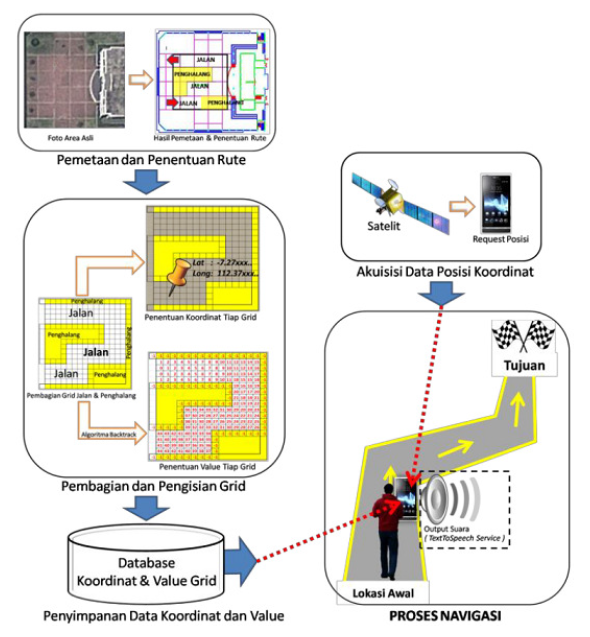 JALAN
PENGHALANG
JALAN
JALAN
PENGHALANG
Foto Area Asli
Hasil Pemetaan & Penentuan Rute
Pemetaan dan Penentuan Rute
Lat : -7.27xxx..
Long: 112.37xxx..
Penentuan Koordinat Tiap Grid
Penghalang
Jalan
Penghalang
Penghalang
Jalan
Jalan
Penghalang
Pembagian Grid Jalan & Penghalang
Algoritma Backtrack
Penentuan Value Tiap Grid
Pembagian dan Pengisian Grid
Database
Koordinat & Value Grid
Penyimpanan Data Koordinat dan Value
Satelit
Request Posisi
Akuisisi Data Posisi Koordinat
Tujuan
Output Suara
( TextToSpeech Service )
Lokasi Awal
PROSES NAVIGASI